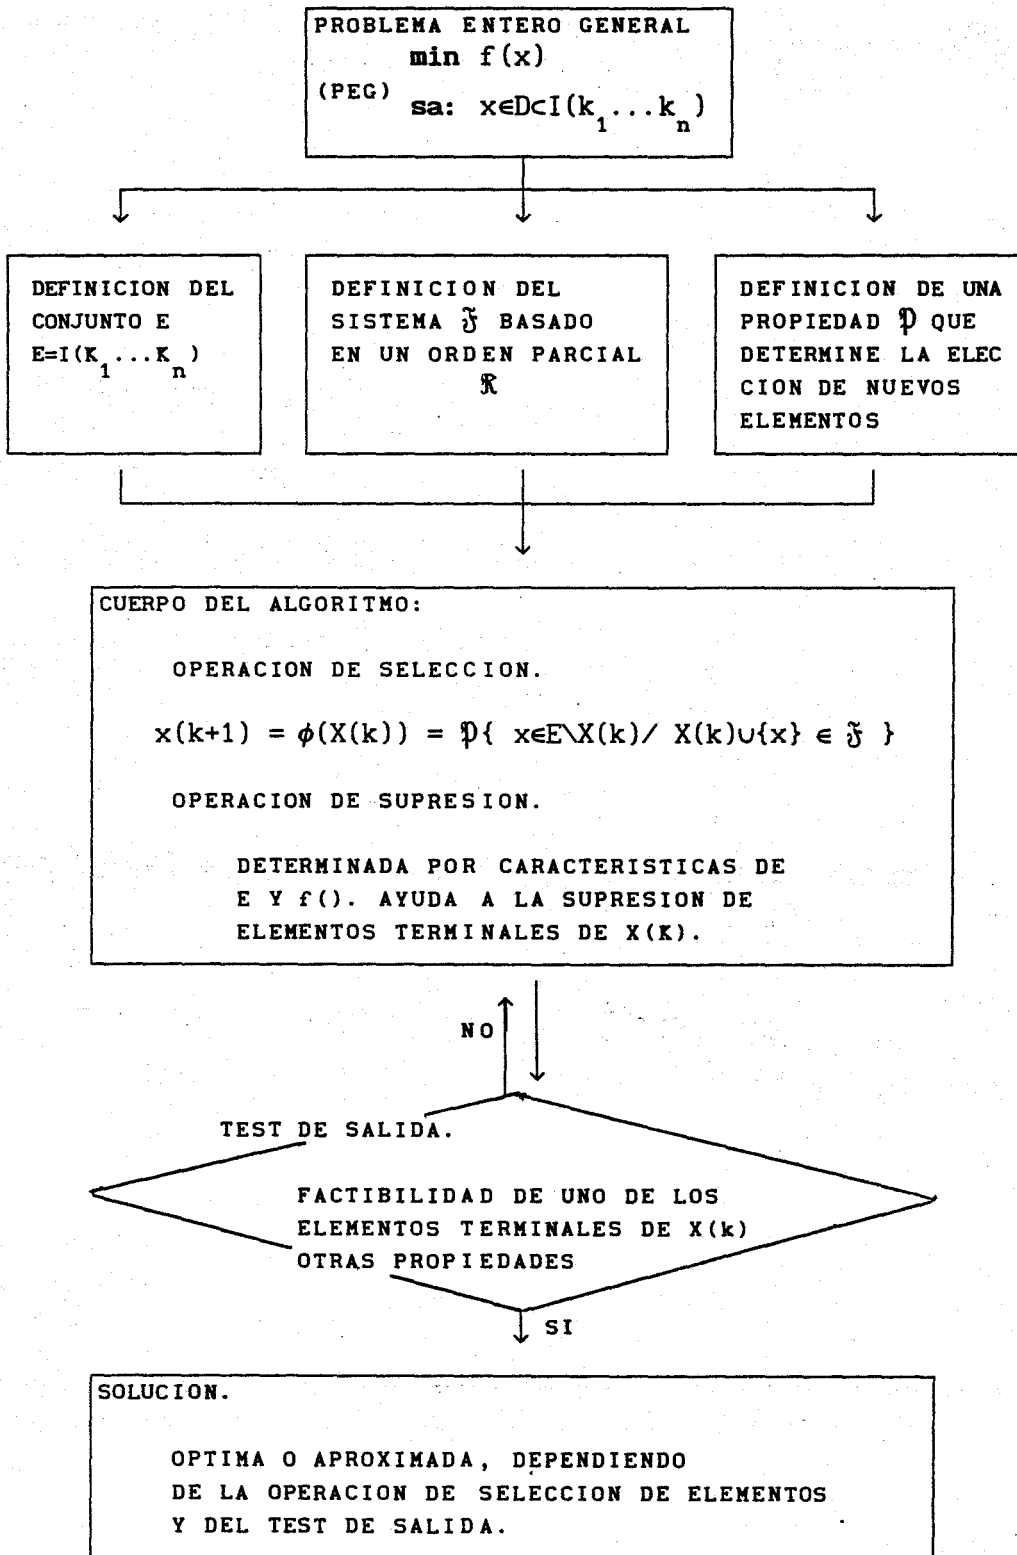 PROBLEMA ENTERO GENERAL
min f(x)
(PEG) sa: x∈D⊂I(k₁...kₙ)
DEFINICION DEL
CONJUNTO E
E=I(K₁...Kₙ)
DEFINICION DEL
SISTEMA 𝔉 BASADO
EN UN ORDEN PARCIAL
ℜ
DEFINICION DE UNA
PROPIEDAD 𝔓 QUE
DETERMINE LA ELEC
CION DE NUEVOS
ELEMENTOS
CUERPO DEL ALGORITMO:
OPERACION DE SELECCION.
x(k+1) = ϕ(X(k)) = 𝔓{ x∈E\X(k)/ X(k)∪{x} ∈ 𝔉 }
OPERACION DE SUPRESION.
DETERMINADA POR CARACTERISTICAS DE
E Y f(). AYUDA A LA SUPRESION DE
ELEMENTOS TERMINALES DE X(K).
NO
TEST DE SALIDA.
FACTIBILIDAD DE UNO DE LOS
ELEMENTOS TERMINALES DE X(k)
OTRAS PROPIEDADES
SI
SOLUCION.
OPTIMA O APROXIMADA, DEPENDIENDO
DE LA OPERACION DE SELECCION DE ELEMENTOS
Y DEL TEST DE SALIDA.